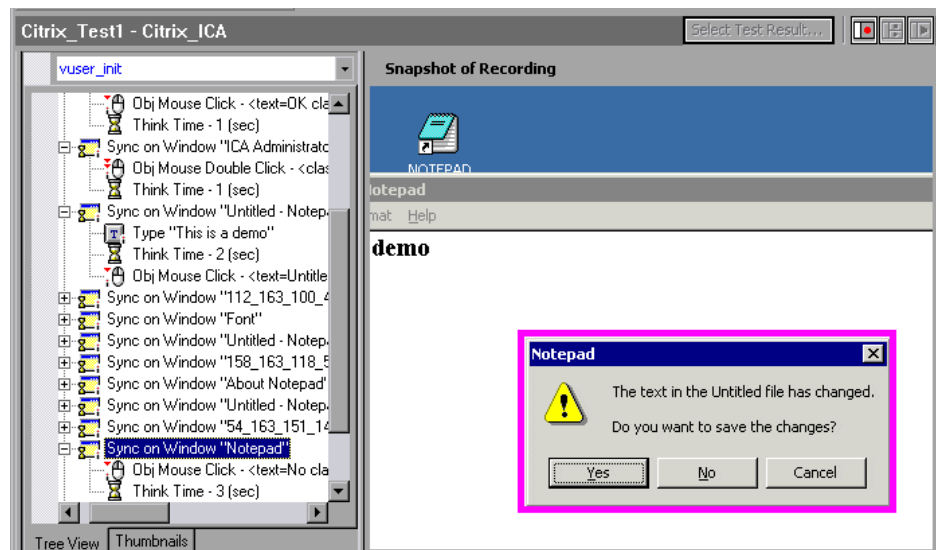 Citrix_Test1 - Citrix_ICA
Select Test Result...
vuser_init
Obj Mouse Click - <text=OK cla
Think Time - 1 (sec)
Sync on Window "ICA Administratc
Obj Mouse Double Click - <clas
Think Time - 1 (sec)
Sync on Window "Untitled - Notep
Type "This is a demo"
Think Time - 2 (sec)
Obj Mouse Click - <text=Untitle
Sync on Window "112_163_100_4
Sync on Window "Font"
Sync on Window "Untitled - Notep
Sync on Window "158_163_118_5
Sync on Window "About Notepad"
Sync on Window "Untitled - Notep
Sync on Window "54_163_151_14
Sync on Window "Notepad"
Obj Mouse Click - <text=No cla
Think Time - 3 (sec)
Tree View
Thumbnails
Snapshot of Recording
NOTEPAD
lotepad
mat Help
demo
Notepad
The text in the Untitled file has changed.
Do you want to save the changes?
Yes
No
Cancel